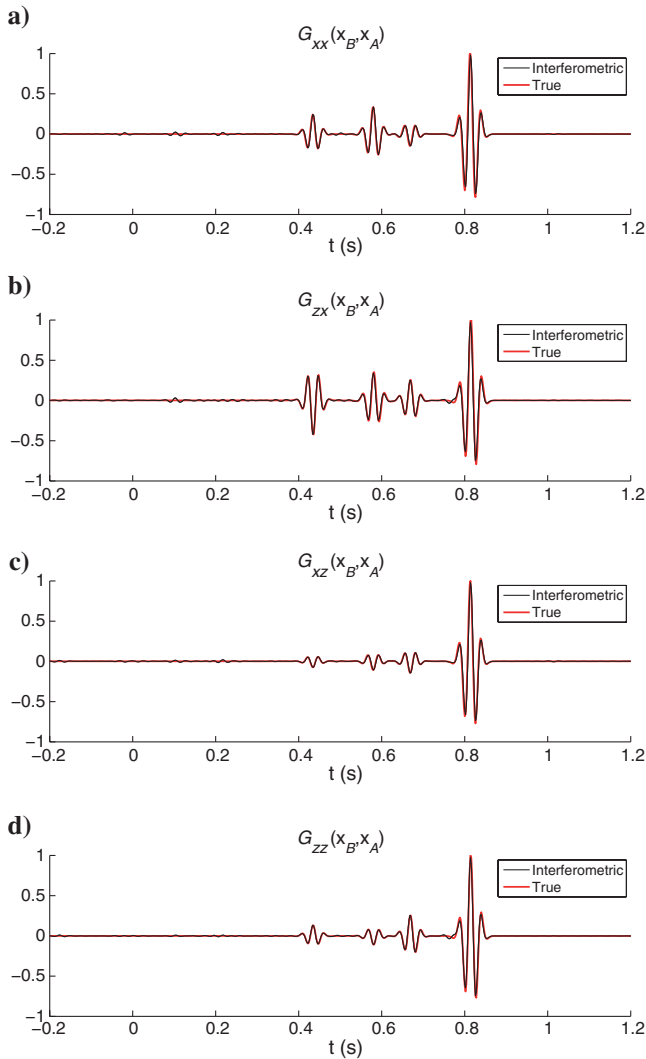 a)
G_xx(x_B,x_A)
1
0.5
0
−0.5
−1
Interferometric
True
−0.2 0 0.2 0.4 0.6 0.8 1 1.2
t (s)
b)
G_zx(x_B,x_A)
1
0.5
0
−0.5
−1
Interferometric
True
−0.2 0 0.2 0.4 0.6 0.8 1 1.2
t (s)
c)
G_xz(x_B,x_A)
1
0.5
0
−0.5
−1
Interferometric
True
−0.2 0 0.2 0.4 0.6 0.8 1 1.2
t (s)
d)
G_zz(x_B,x_A)
1
0.5
0
−0.5
−1
Interferometric
True
−0.2 0 0.2 0.4 0.6 0.8 1 1.2
t (s)